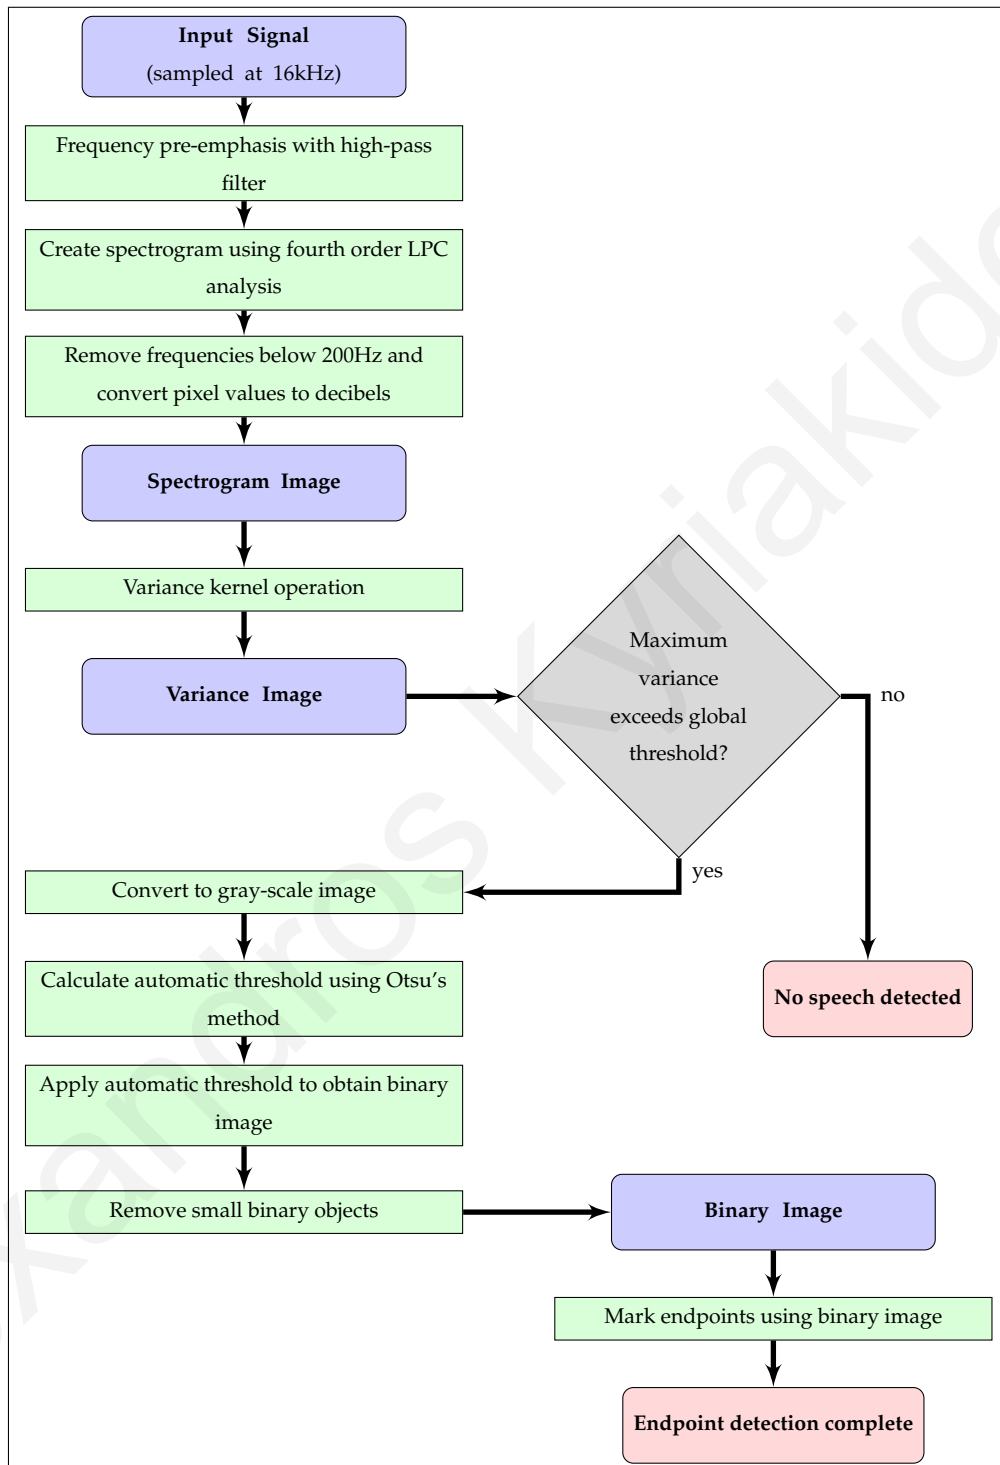 Input Signal
(sampled at 16kHz)
Frequency pre-emphasis with high-pass
filter
Create spectrogram using fourth order LPC
analysis
Remove frequencies below 200Hz and
convert pixel values to decibels
Spectrogram Image
Variance kernel operation
Variance Image
Maximum
variance
exceeds global
threshold?
no
yes
Convert to gray-scale image
Calculate automatic threshold using Otsu's
method
No speech detected
Apply automatic threshold to obtain binary
image
Remove small binary objects
Binary Image
Mark endpoints using binary image
Endpoint detection complete